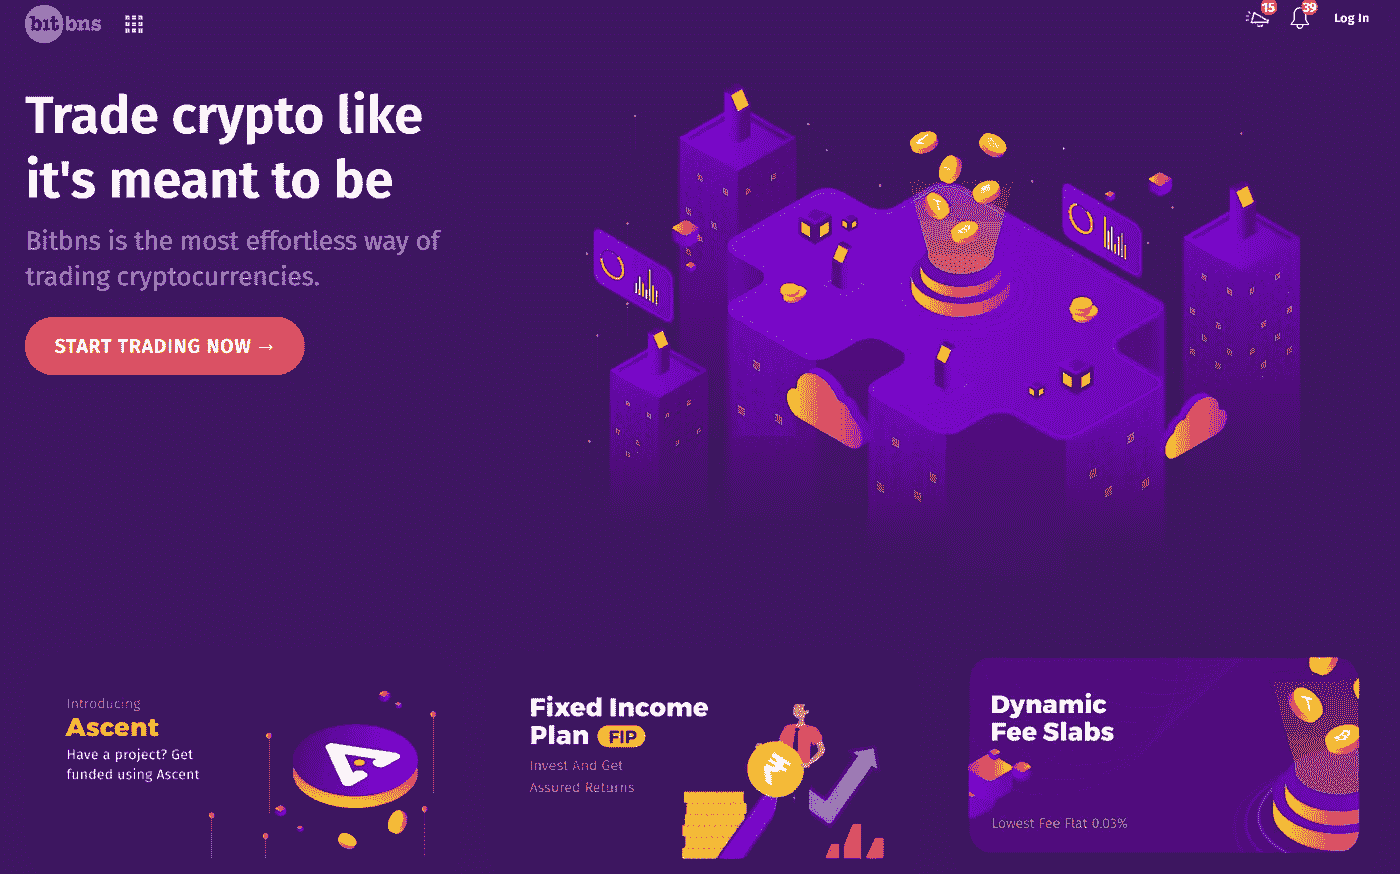 bitbns
15
39
Log In
Trade crypto like
it's meant to be
Bitbns is the most effortless way of
trading cryptocurrencies.
START TRADING NOW →
Introducing
Ascent
Have a project? Get
funded using Ascent
Fixed Income
Plan FIP
Invest And Get
Assured Returns
₹
Dynamic
Fee Slabs
Lowest Fee Flat 0.03%